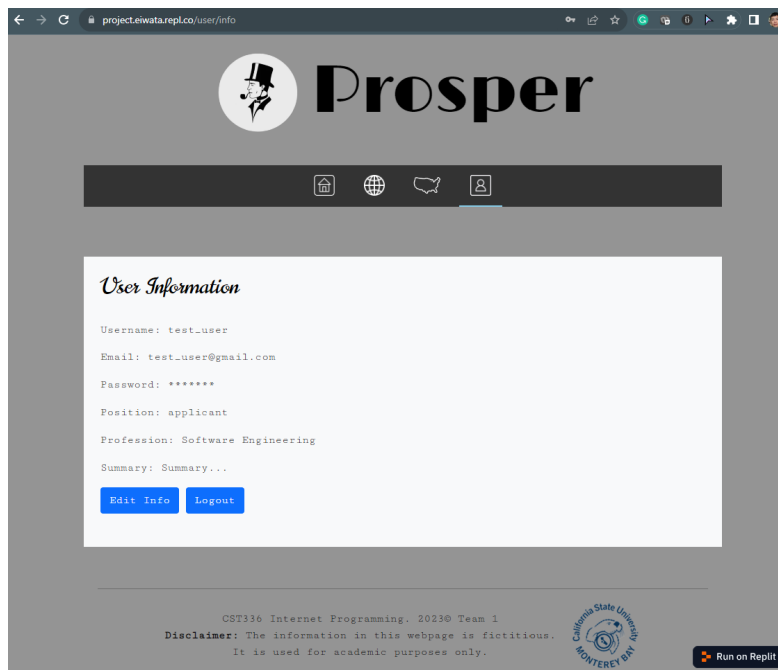 project.eiwata.repl.co/user/info
Prosper
User Information
Username: test_user
Email: test_user@gmail.com
Password: *******
Position: applicant
Profession: Software Engineering
Summary: Summary...
Edit Info Logout
CST336 Internet Programming. 2023© Team 1
Disclaimer: The information in this webpage is fictitious.
It is used for academic purposes only.
California State University
MONTEREY BAY
Run on Replit